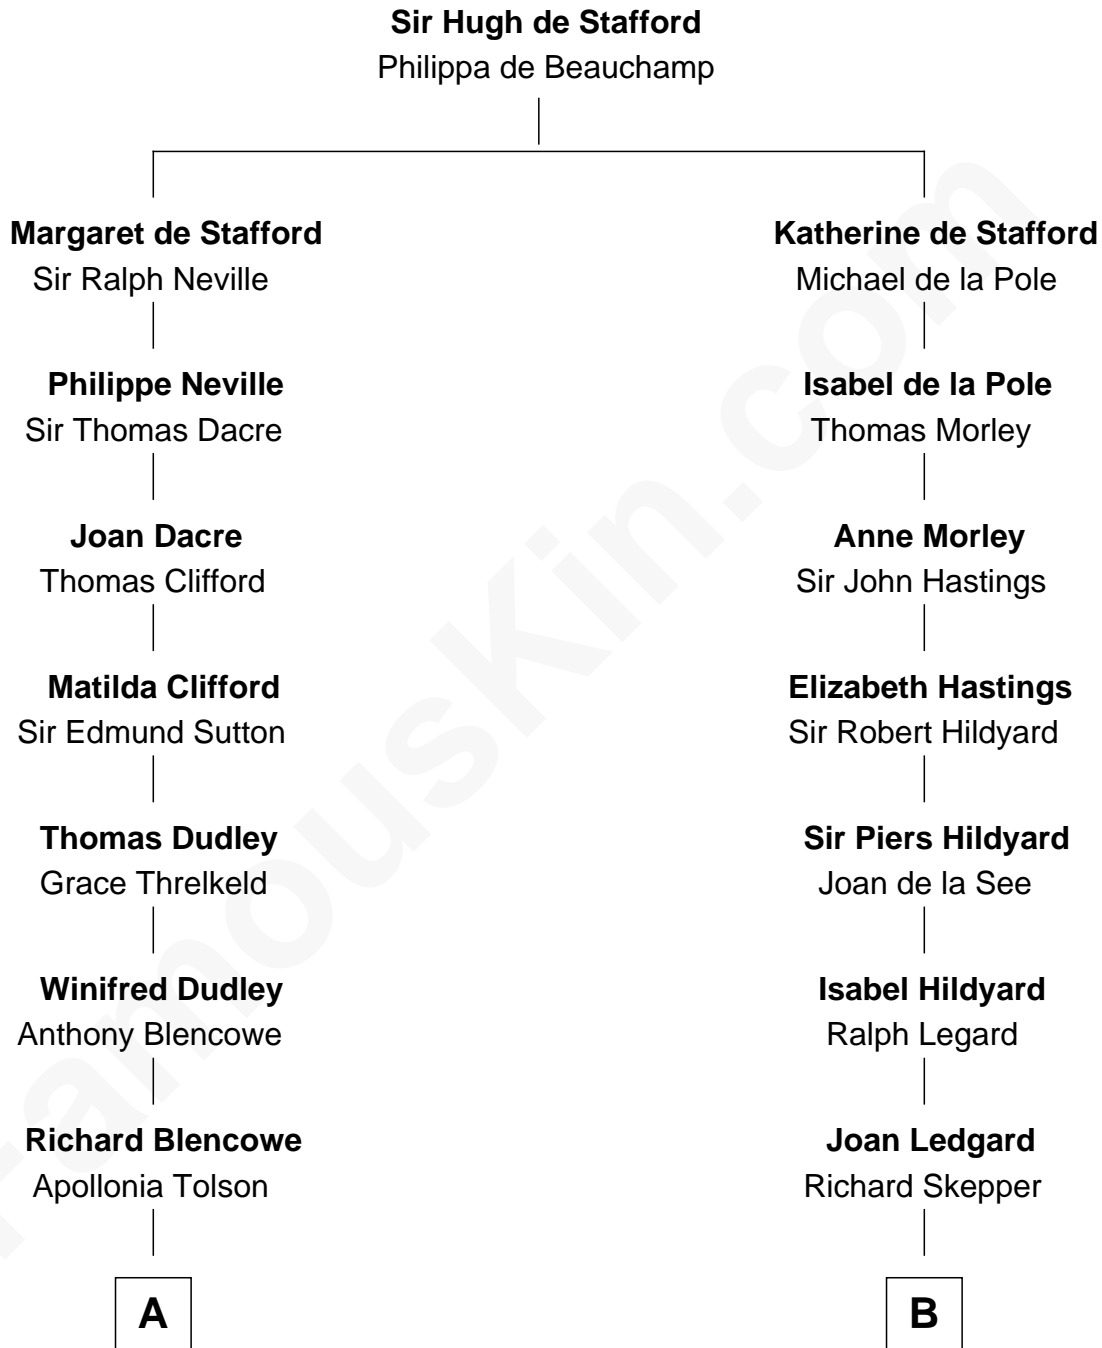 Sir Hugh de Stafford
Philippa de Beauchamp
Margaret de Stafford
Sir Ralph Neville
Katherine de Stafford
Michael de la Pole
Philippe Neville
Sir Thomas Dacre
Isabel de la Pole
Thomas Morley
Joan Dacre
Thomas Clifford
Anne Morley
Sir John Hastings
Matilda Clifford
Sir Edmund Sutton
Elizabeth Hastings
Sir Robert Hildyard
Thomas Dudley
Grace Threlkeld
Sir Piers Hildyard
Joan de la See
Winifred Dudley
Anthony Blencowe
Isabel Hildyard
Ralph Legard
Richard Blencowe
Apollonia Tolson
Joan Ledgard
Richard Skepper
A
B
FamousKin.com